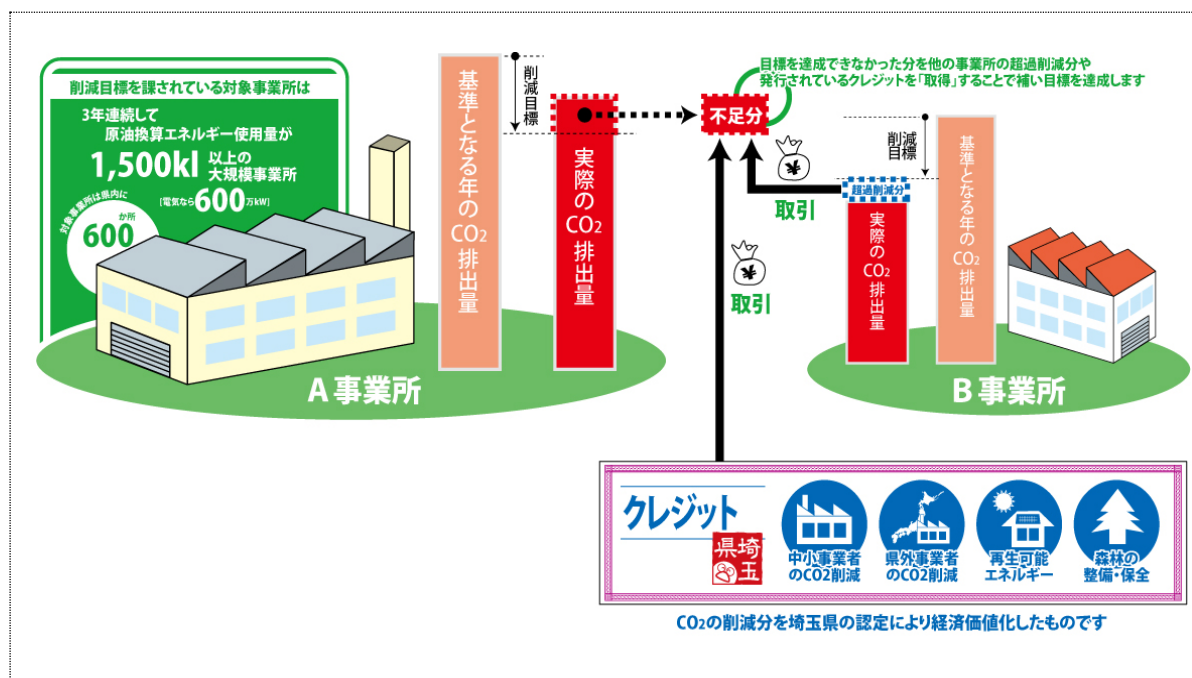 削減目標を課されている対象事業所は
3年連続して
原油換算エネルギー使用量が
1,500kl 以上の
大規模事業所
[電気なら600万kW]
対象事業所は県内に
600か所
基準となる年のCO2排出量
削減目標
実際のCO2排出量
A事業所
不足分
目標を達成できなかった分を他の事業所の超過削減分や
発行されているクレジットを「取得」することで補い目標を達成します
取引
取引
削減
目標
超過削減分
実際のCO2排出量
基準となる年のCO2排出量
B事業所
クレジット
埼玉県
中小事業者
のCO2削減
県外事業者
のCO2削減
再生可能
エネルギー
森林の
整備・保全
CO2の削減分を埼玉県の認定により経済価値化したものです